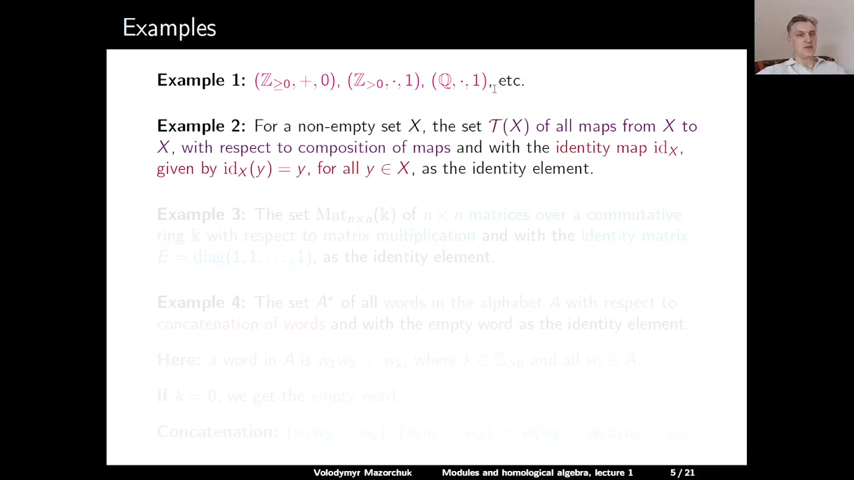 Examples
Example 1: (ℤ≥0, +, 0), (ℤ>0, ·, 1), (ℚ, ·, 1), etc.
Example 2: For a non-empty set X, the set 𝒯(X) of all maps from X to
X, with respect to composition of maps and with the identity map id_X,
given by id_X(y) = y, for all y ∈ X, as the identity element.
Example 3: The set Mat_{n×n}(𝕜) of n × n matrices over a commutative
ring 𝕜 with respect to matrix multiplication and with the identity matrix
E = diag(1, 1, . . . , 1), as the identity element.
Example 4: The set A* of all words in the alphabet A with respect to
concatenation of words and with the empty word as the identity element.
Here: a word in A is w₁w₂ . . . w_k, where k ∈ ℤ≥0 and all w_i ∈ A.
If k = 0, we get the empty word.
Concatenation:
Volodymyr Mazorchuk Modules and homological algebra, lecture 1 5 / 21